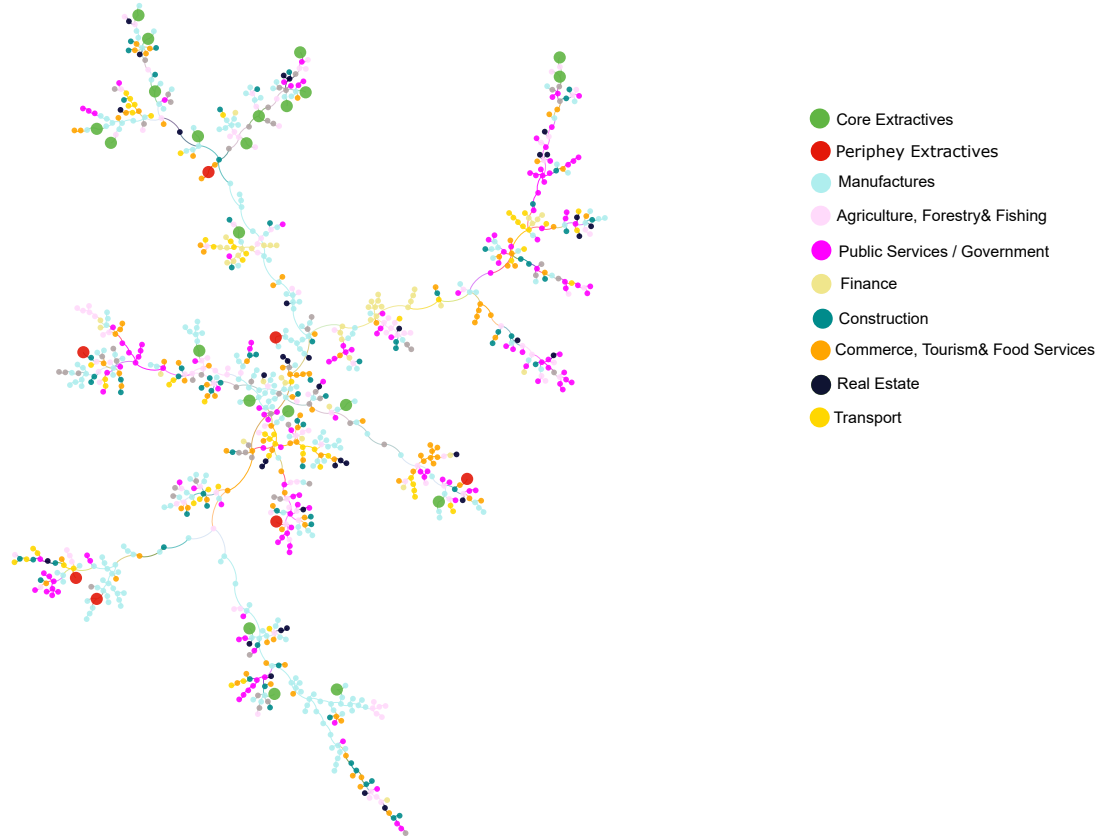 Core Extractives
Periphey Extractives
Manufactures
Agriculture, Forestry& Fishing
Public Services / Government
Finance
Construction
Commerce, Tourism& Food Services
Real Estate
Transport